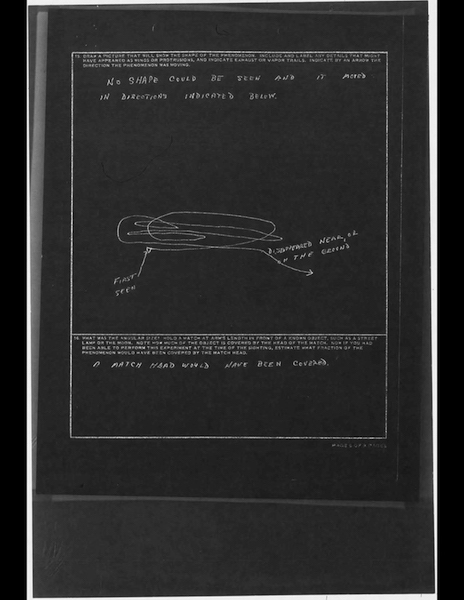 15. DRAW A PICTURE THAT WILL SHOW THE SHAPE OF THE PHENOMENON. INCLUDE AND LABEL ANY DETAILS THAT MIGHT
HAVE APPEARED AS WINGS OR PROTRUSIONS, AND INDICATE EXHAUST OR VAPOR TRAILS. INDICATE BY AN ARROW THE
DIRECTION THE PHENOMENON WAS MOVING.
NO SHAPE COULD BE SEEN AND IT MOVED
IN DIRECTIONS INDICATED BELOW.
DISAPPEARED NEAR, OR
ON THE GROUND
FIRST
SEEN
16. WHAT WAS THE ANGULAR SIZE? HOLD A MATCH AT ARM'S LENGTH IN FRONT OF A KNOWN OBJECT, SUCH AS A STREET
LAMP OR THE MOON. NOTE HOW MUCH OF THE OBJECT IS COVERED BY THE HEAD OF THE MATCH. NOW IF YOU HAD
BEEN ABLE TO PERFORM THIS EXPERIMENT AT THE TIME OF THE SIGHTING, ESTIMATE WHAT FRACTION OF THE
PHENOMENON WOULD HAVE BEEN COVERED BY THE MATCH HEAD.
A MATCH HEAD WOULD HAVE BEEN COVERED.